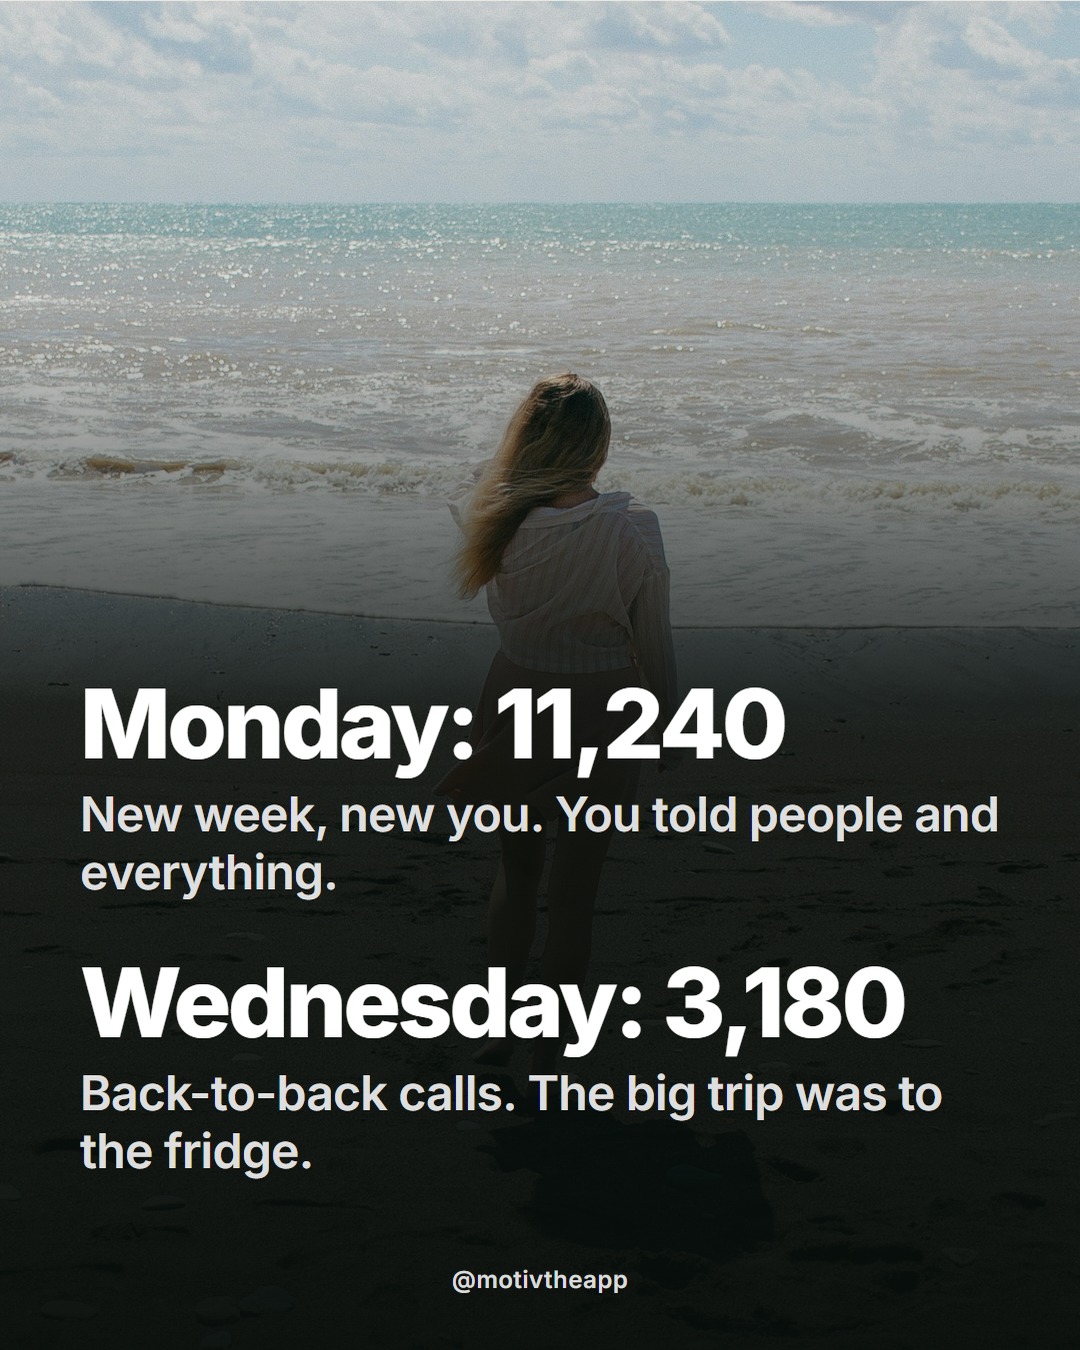 Monday: 11,240
New week, new you. You told people and
everything.
Wednesday: 3,180
Back-to-back calls. The big trip was to
the fridge.
@motivtheapp